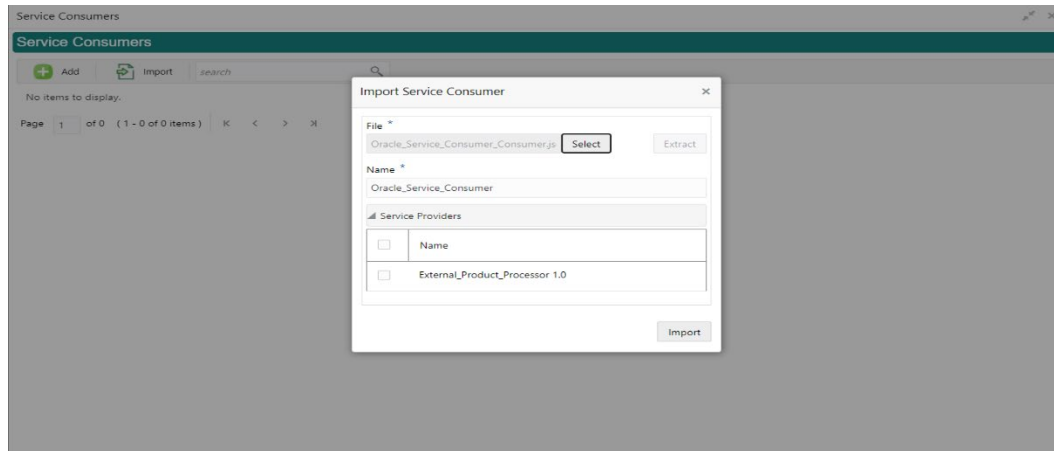 Service Consumers
Service Consumers
Add Import search
No items to display.
Page 1 of 0 (1 - 0 of 0 items)
Import Service Consumer
File *
Oracle_Service_Consumer_Consumer.js Select Extract
Name *
Oracle_Service_Consumer
Service Providers
Name
External_Product_Processor 1.0
Import